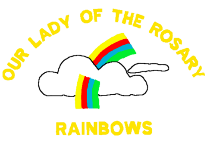 OUR LADY OF THE ROSARY
RAINBOWS